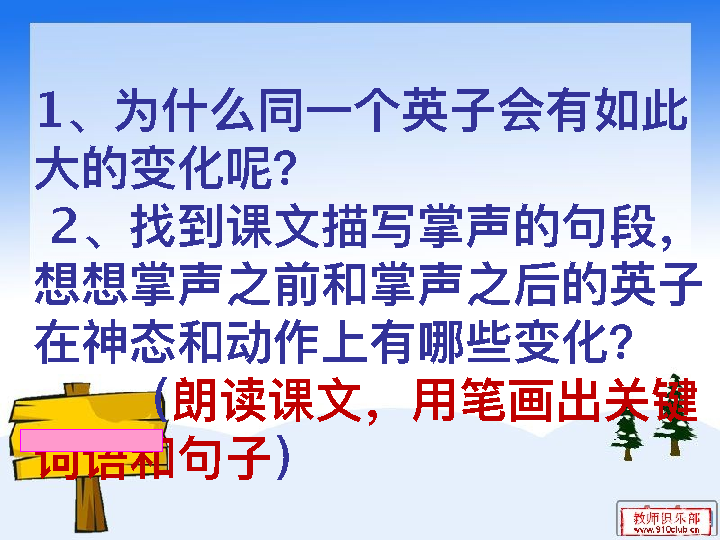 1、为什么同一个英子会有如此
大的变化呢？
2、找到课文描写掌声的句段，
想想掌声之前和掌声之后的英子
在神态和动作上有哪些变化？
（朗读课文，用笔画出关键
词语和句子）
教师俱乐部
www.910club.cn